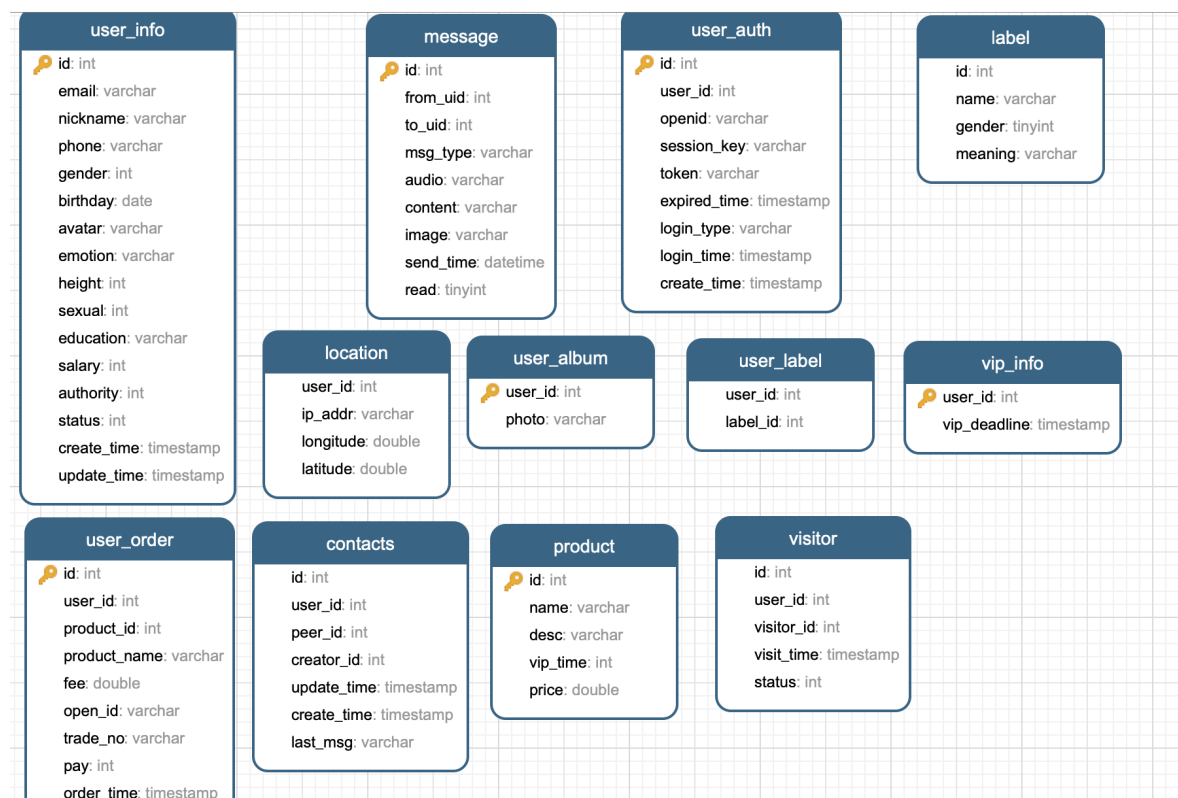 user_info
id: int
email: varchar
nickname: varchar
phone: varchar
gender: int
birthday: date
avatar: varchar
emotion: varchar
height: int
sexual: int
education: varchar
salary: int
authority: int
status: int
create_time: timestamp
update_time: timestamp
message
id: int
from_uid: int
to_uid: int
msg_type: varchar
audio: varchar
content: varchar
image: varchar
send_time: datetime
read: tinyint
user_auth
id: int
user_id: int
openid: varchar
session_key: varchar
token: varchar
expired_time: timestamp
login_type: varchar
login_time: timestamp
create_time: timestamp
label
id: int
name: varchar
gender: tinyint
meaning: varchar
location
user_id: int
ip_addr: varchar
longitude: double
latitude: double
user_album
user_id: int
photo: varchar
user_label
user_id: int
label_id: int
vip_info
user_id: int
vip_deadline: timestamp
user_order
id: int
user_id: int
product_id: int
product_name: varchar
fee: double
open_id: varchar
trade_no: varchar
pay: int
order_time: timestamp
contacts
id: int
user_id: int
peer_id: int
creator_id: int
update_time: timestamp
create_time: timestamp
last_msg: varchar
product
id: int
name: varchar
desc: varchar
vip_time: int
price: double
visitor
id: int
user_id: int
visitor_id: int
visit_time: timestamp
status: int